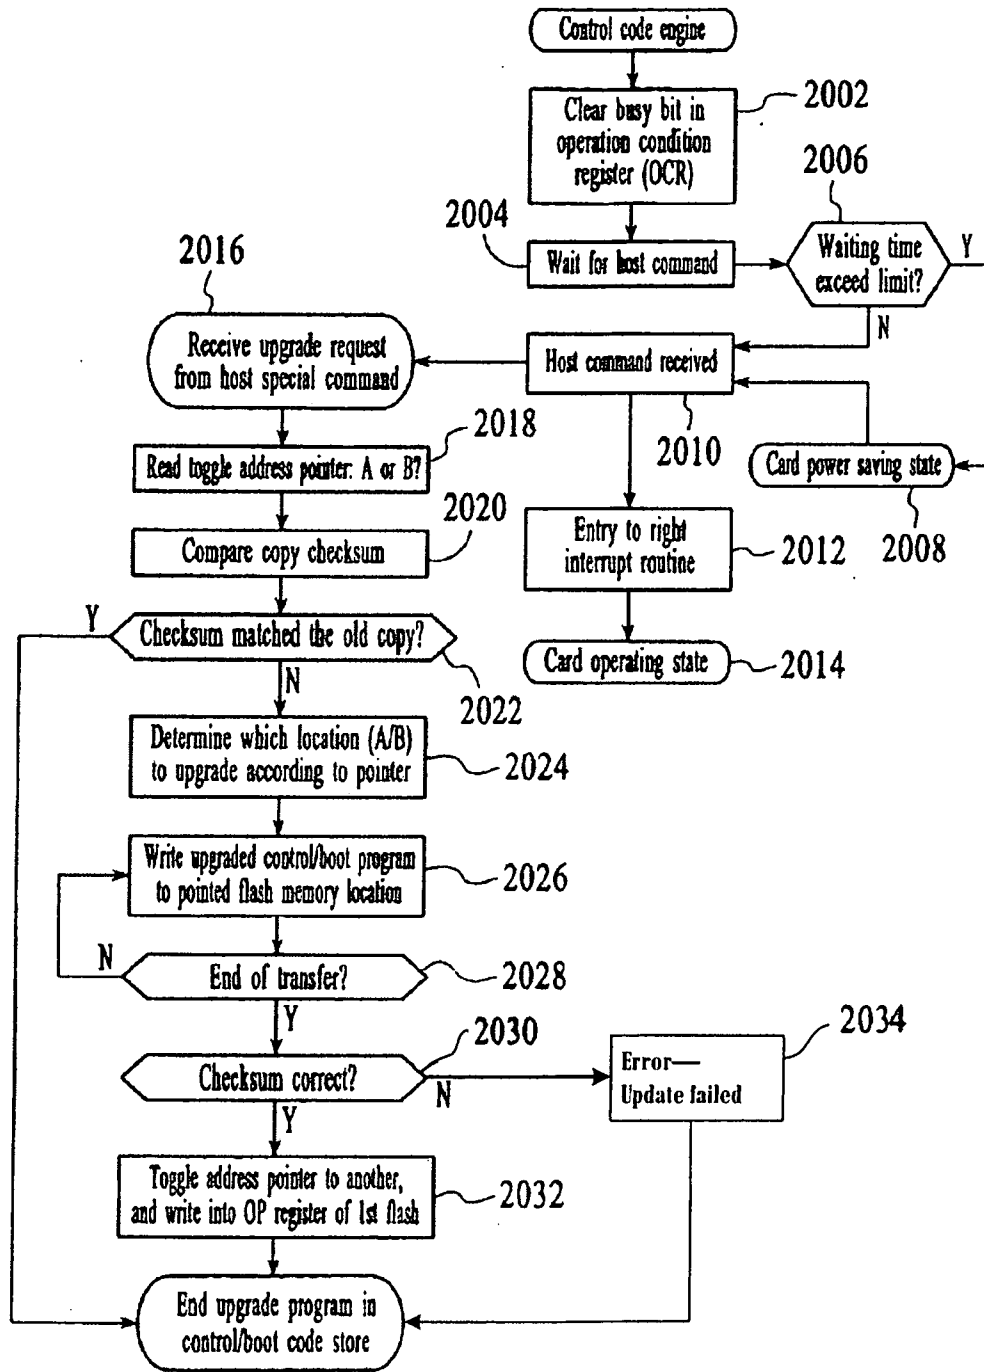 Control code engine
Clear busy bit in
operation condition
register (OCR)
2002
2004
Wait for host command
2006
Waiting time
exceed limit?
Y
N
2016
Receive upgrade request
from host special command
Host command received
2010
Card power saving state
2008
2018
Read toggle address pointer: A or B?
2020
Compare copy checksum
Entry to right
interrupt routine
2012
Y
Checksum matched the old copy?
N
2022
Card operating state
2014
Determine which location (A/B)
to upgrade according to pointer
2024
Write upgraded control/boot program
to pointed flash memory location
2026
N
End of transfer?
2028
Y
2030
Checksum correct?
N
Y
2034
Error—
Update failed
Toggle address pointer to another,
and write into OP register of 1st flash
2032
End upgrade program in
control/boot code store